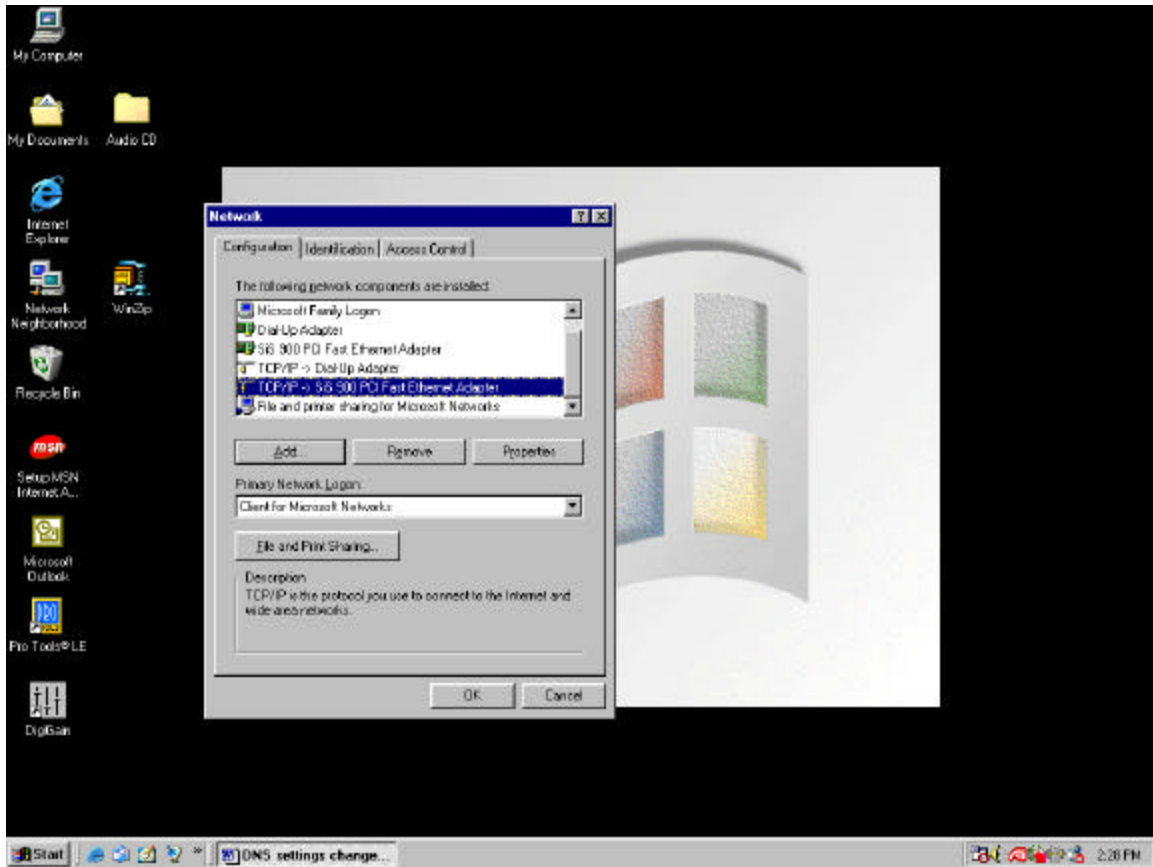 My Computer
My Documents
Audio CD
Internet
Explorer
Network
Neighborhood
WinZip
Recycle Bin
msn
Setup MSN
Internet A...
Microsoft
Outlook
Pro Tools® LE
DigiGain
Network
Configuration
Identification
Access Control
The following network components are installed:
Microsoft Family Logon
Dial-Up Adapter
SiS 900 PCI Fast Ethernet Adapter
TCP/IP -> Dial-Up Adapter
TCP/IP -> SiS 900 PCI Fast Ethernet Adapter
File and printer sharing for Microsoft Networks
Add...
Remove
Properties
Primary Network Logon:
Client for Microsoft Networks
File and Print Sharing...
Description
TCP/IP is the protocol you use to connect to the Internet and
wide-area networks.
OK
Cancel
Start
DNS settings change...
2:28 PM